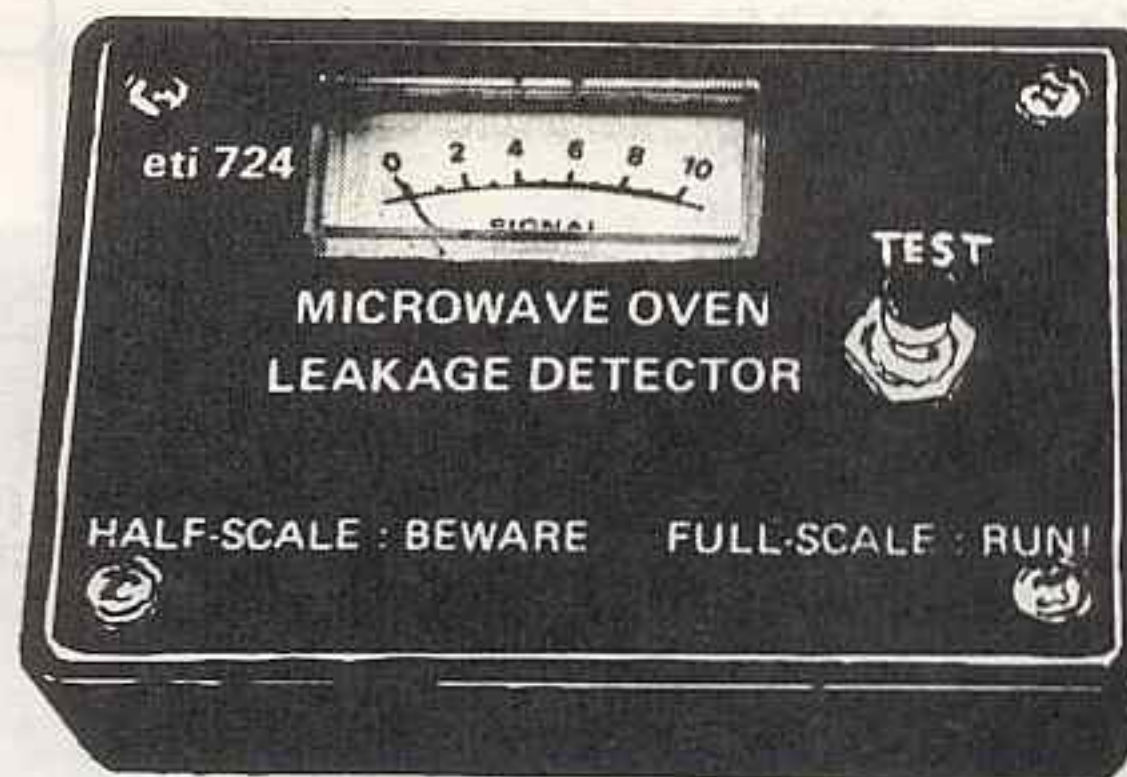 eti 724
0 2 4 6 8 10
SIGNAL
TEST
MICROWAVE OVEN
LEAKAGE DETECTOR
HALF-SCALE : BEWARE FULL-SCALE : RUN!